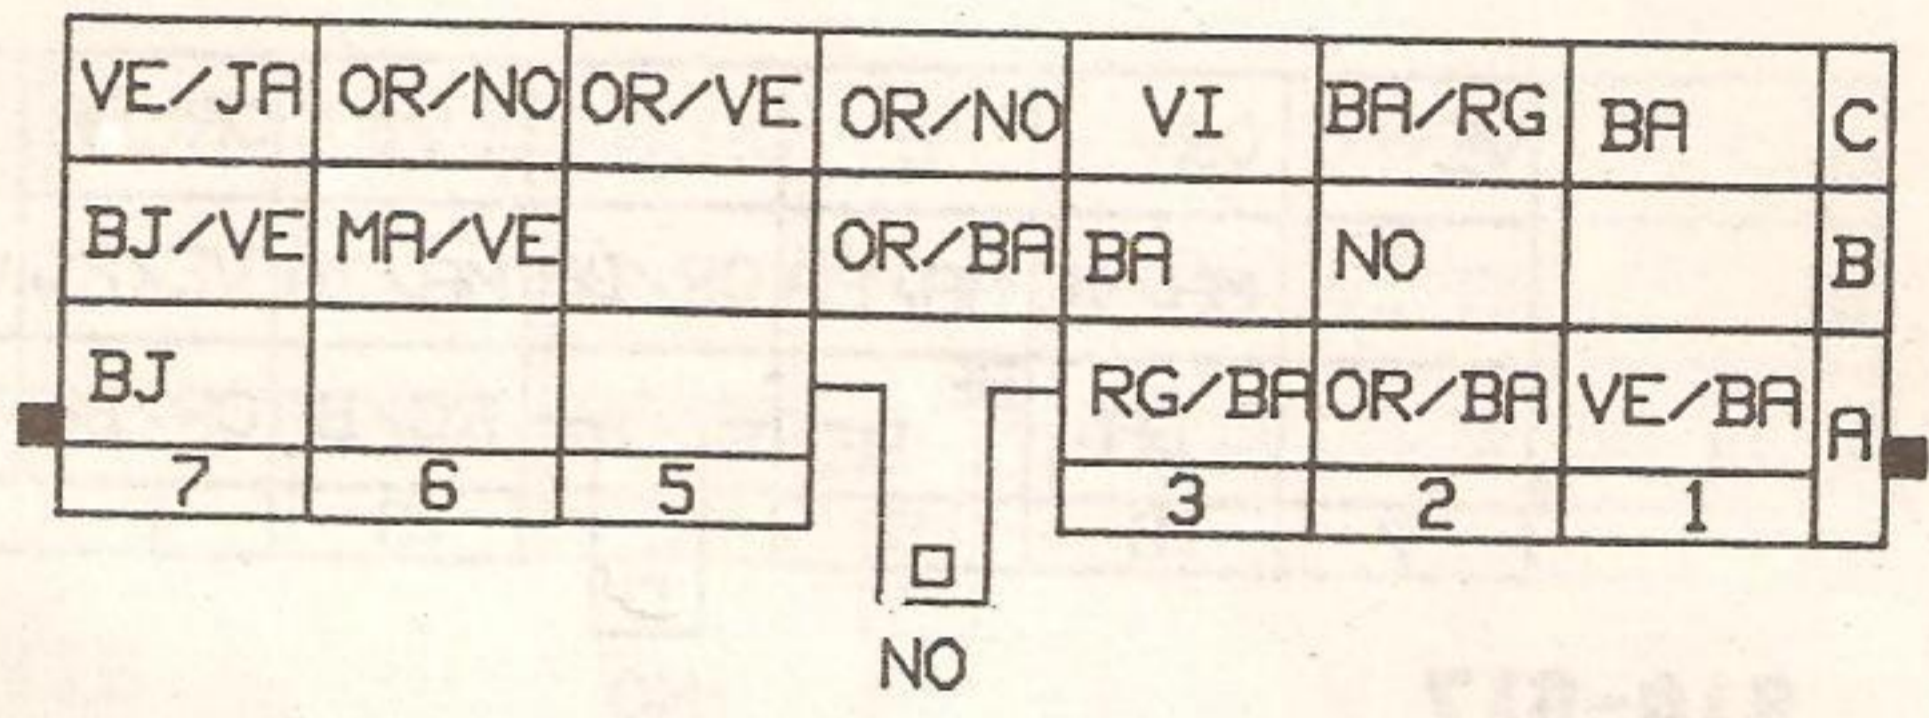 VE/JA OR/NO OR/VE OR/NO VI BA/RG BA C
BJ/VE MA/VE OR/BA BA NO B
BJ RG/BA OR/BA VE/BA A
7 6 5 3 2 1
NO